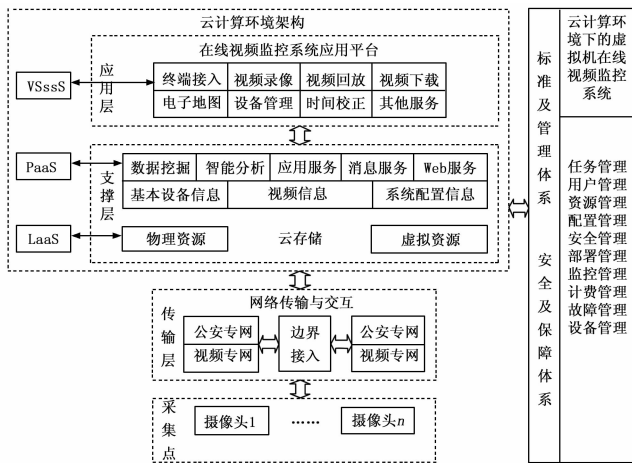 云计算环境架构
在线视频监控系统应用平台
VSssS
应用层
终端接入 视频录像 视频回放 视频下载
电子地图 设备管理 时间校正 其他服务
PaaS
支撑层
数据挖掘 智能分析 应用服务 消息服务 Web服务
基本设备信息 视频信息 系统配置信息
LaaS
物理资源 云存储 虚拟资源
网络传输与交互
传输层
公安专网
视频专网
边界
接入
公安专网
视频专网
采集点
摄像头1 …… 摄像头n
标准及管理体系
安全及保障体系
云计算环
境下的虚
拟机在线
视频监控
系统
任务管理
用户管理
资源管理
配置管理
安全管理
部署管理
监控管理
计费管理
故障管理
设备管理